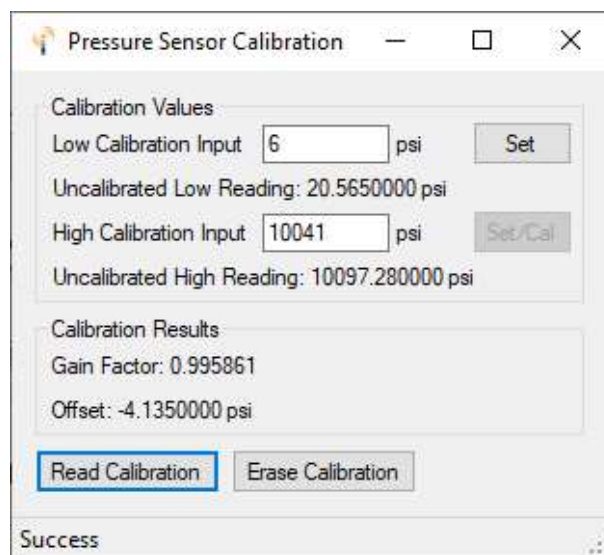 Pressure Sensor Calibration
Calibration Values
Low Calibration Input 6 psi Set
Uncalibrated Low Reading: 20.5650000 psi
High Calibration Input 10041 psi Set/Cal
Uncalibrated High Reading: 10097.280000 psi
Calibration Results
Gain Factor: 0.995861
Offset: -4.1350000 psi
Read Calibration Erase Calibration
Success